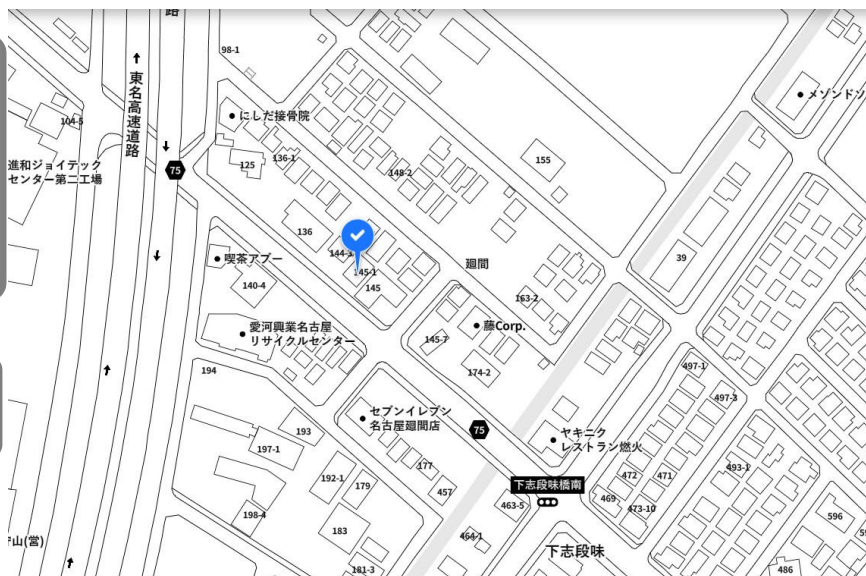 路
98-1
メゾンドソ
東名高速道路
104-5
にしだ接骨院
進和ジョイテック
センター第二工場
75
125
136-1
148-2
155
136
144-3
廻間
39
喫茶アプー
145-1
145
140-4
163-2
愛河興業名古屋
リサイクルセンター
145-7
藤Corp.
194
174-2
497-1
497-3
セブンイレブン
名古屋廻間店
75
193
ヤキニク
レストラン燃火
197-1
177
472
471
493-1
192-1
179
457
下志段味橋南
469
463-5
473-10
198-4
183
596
464-1
守山(営)
下志段味
181-3
486